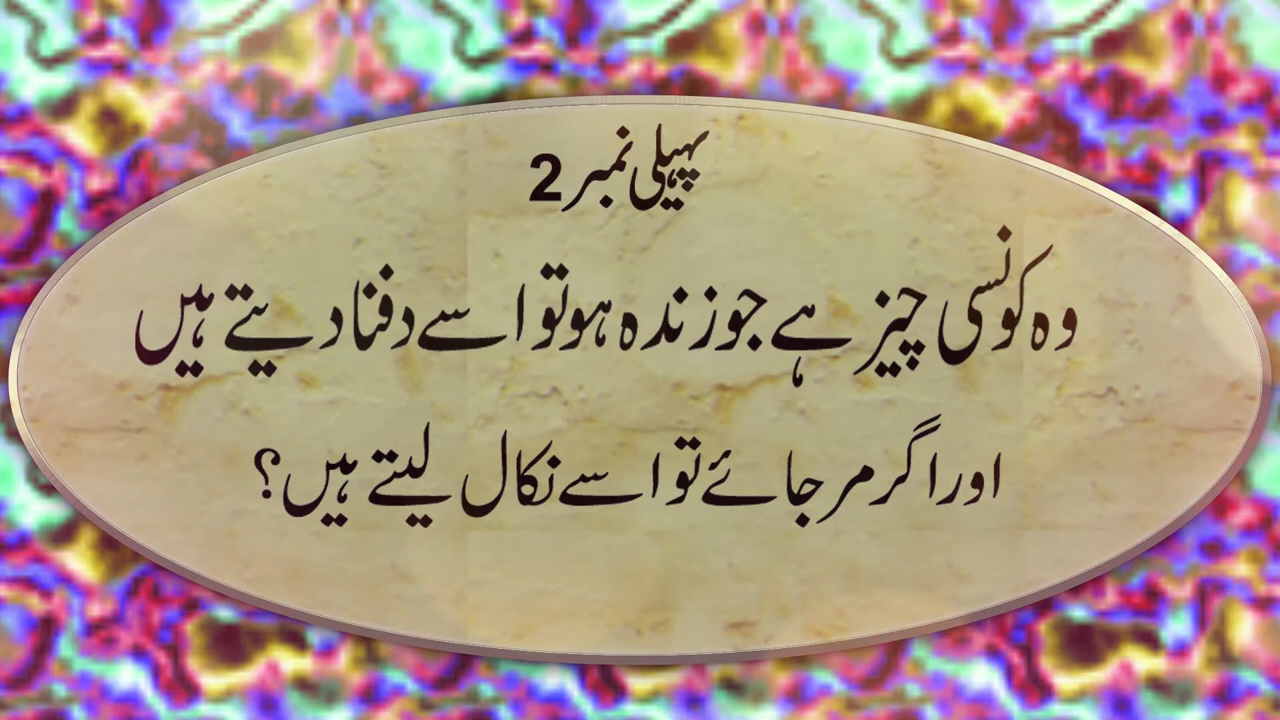 پہیلی نمبر 2
وہ کونسی چیز ہے جو زندہ ہو تو اسے دفنا دیتے ہیں
اور اگر مر جائے تو اسے نکال لیتے ہیں؟